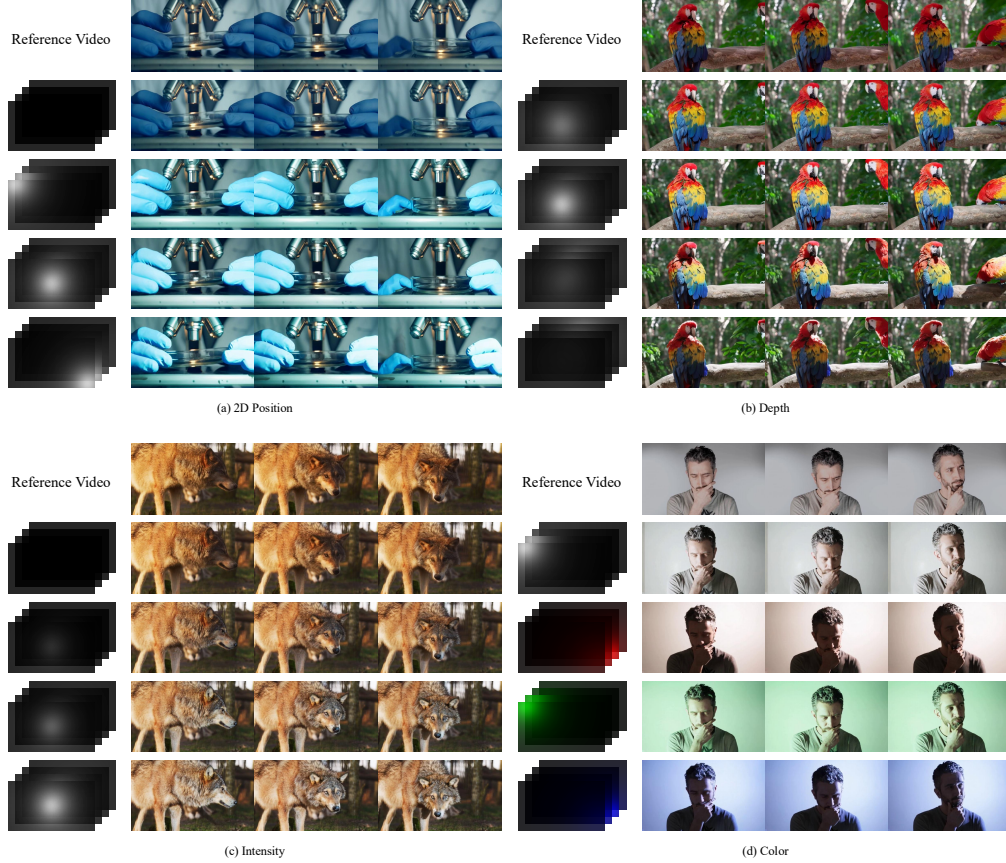 Reference Video
Reference Video
(a) 2D Position
(b) Depth
Reference Video
Reference Video
(c) Intensity
(d) Color